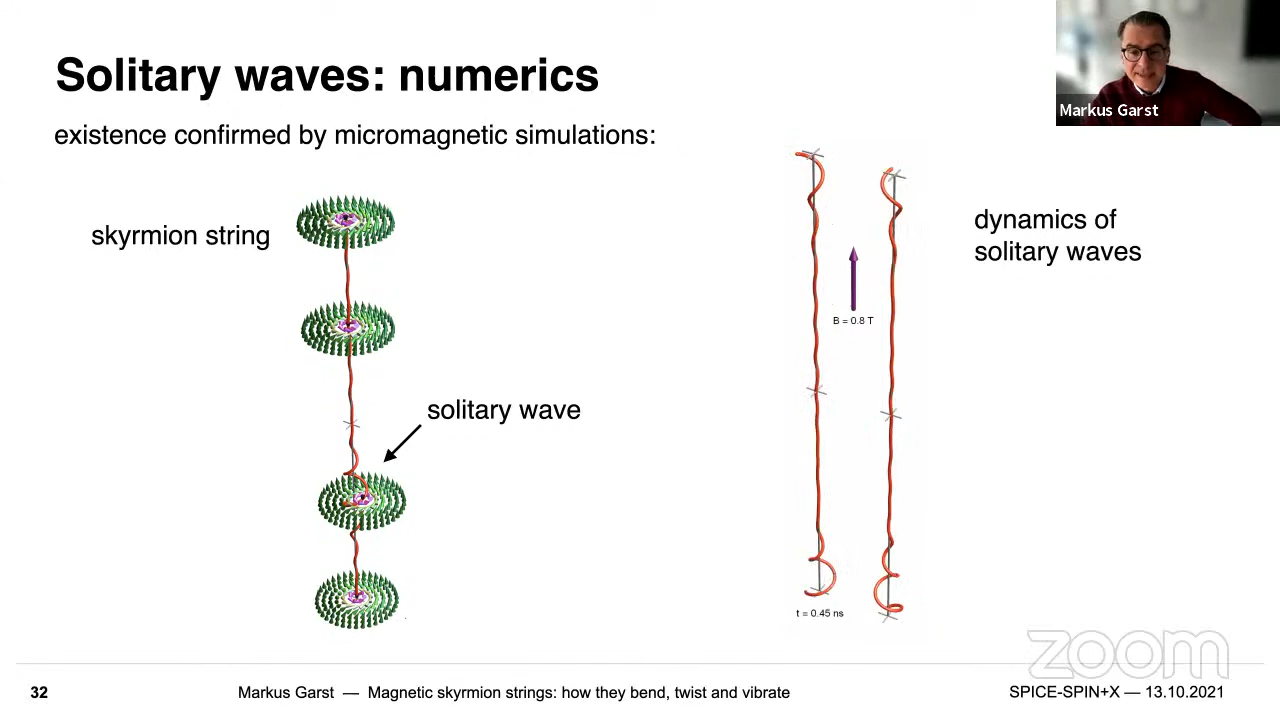 Solitary waves: numerics
Markus Garst
existence confirmed by micromagnetic simulations:
skyrmion string
dynamics of
solitary waves
B = 0.8 T
solitary wave
t = 0.45 ns
zoom
32
Markus Garst — Magnetic skyrmion strings: how they bend, twist and vibrate
SPICE-SPIN+X — 13.10.2021